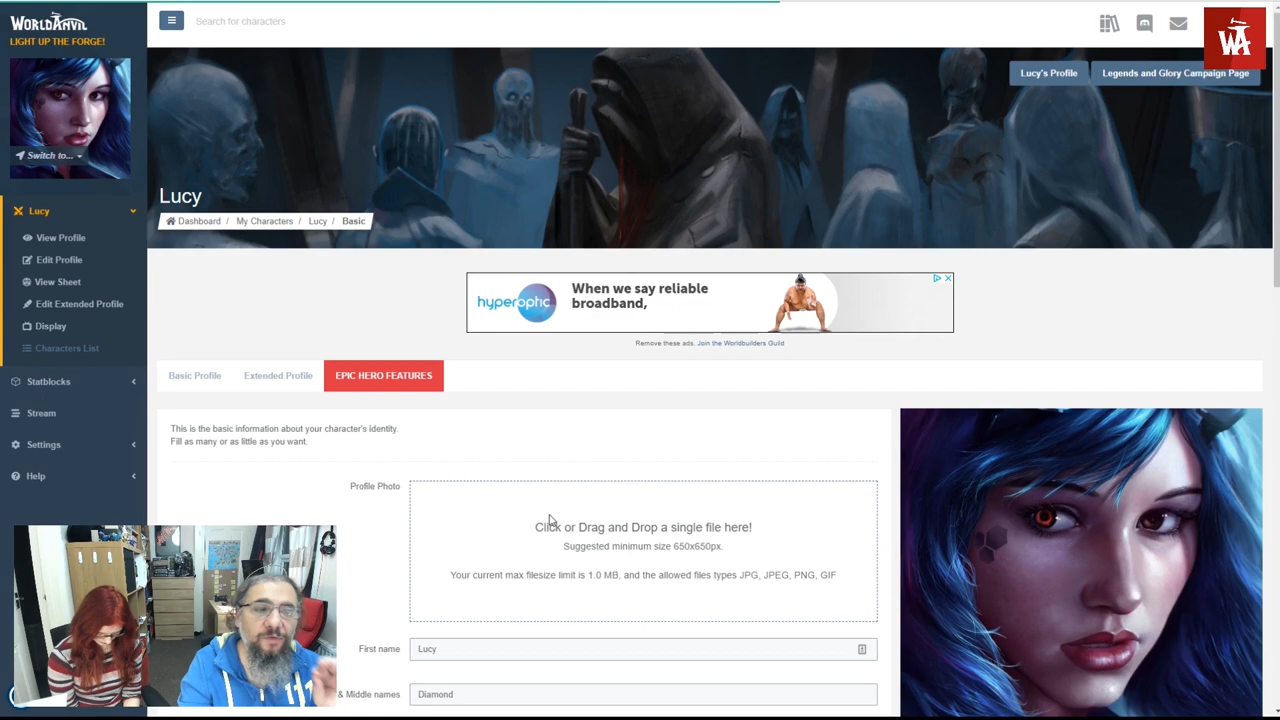 WORLDANVIL
LIGHT UP THE FORGE!
Search for characters
WA
Lucy's Profile
Legends and Glory Campaign Page
Switch to...
Lucy
Dashboard / My Characters / Lucy / Basic
Lucy
View Profile
Edit Profile
View Sheet
Edit Extended Profile
Display
Characters List
Statblocks
Stream
Settings
Help
hyperoptic
When we say reliable
broadband,
Remove these ads. Join the Worldbuilders Guild
Basic Profile
Extended Profile
EPIC HERO FEATURES
This is the basic information about your character's identity.
Fill as many or as little as you want.
Profile Photo
Click or Drag and Drop a single file here!
Suggested minimum size 650x650px.
Your current max filesize limit is 1.0 MB, and the allowed files types JPG, JPEG, PNG, GIF
First name
Lucy
& Middle names
Diamond